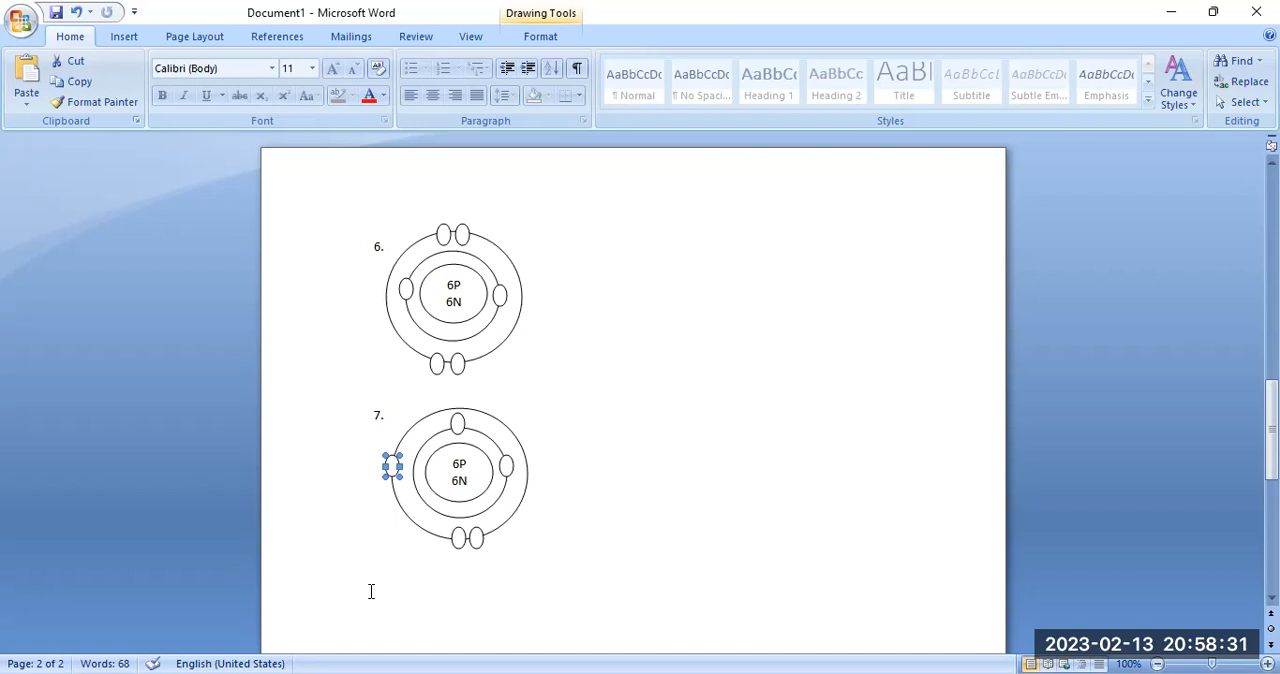 Document1 - Microsoft Word
Drawing Tools
Home
Insert
Page Layout
References
Mailings
Review
View
Format
Paste
Cut
Copy
Format Painter
Clipboard
Calibri (Body)
11
Font
Paragraph
AaBbCcDc
¶ Normal
AaBbCcDc
¶ No Spaci...
AaBbCc
Heading 1
AaBbCc
Heading 2
AaBl
Title
AaBbCcL
Subtitle
AaBbCcDc
Subtle Em...
AaBbCcDc
Emphasis
Styles
Change
Styles
Find
Replace
Select
Editing
6.
6P
6N
7.
6P
6N
2023-02-13 20:58:31
Page: 2 of 2
Words: 68
English (United States)
100%